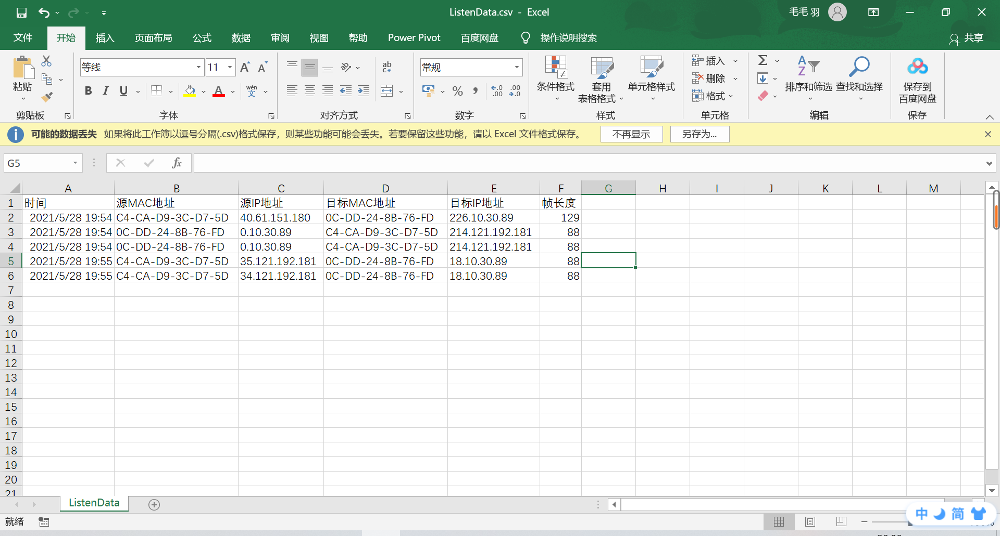 ListenData.csv - Excel
毛毛 羽
文件 开始 插入 页面布局 公式 数据 审阅 视图 帮助 Power Pivot 百度网盘 操作说明搜索 共享
粘贴
剪贴板
等线 11
B I U A wén 文
字体
ab c
对齐方式
常规
% , .00 .0
数字
条件格式
套用
表格格式
单元格样式
样式
插入
删除
格式
单元格
Σ
排序和筛选
查找和选择
编辑
保存到
百度网盘
保存
可能的数据丢失 如果将此工作簿以逗号分隔(.csv)格式保存，则某些功能可能会丢失。若要保留这些功能，请以 Excel 文件格式保存。 不再显示 另存为...
G5 fx
A B C D E F G H I J K L M
1 时间 源MAC地址 源IP地址 目标MAC地址 目标IP地址 帧长度
2 2021/5/28 19:54 C4-CA-D9-3C-D7-5D 40.61.151.180 0C-DD-24-8B-76-FD 226.10.30.89 129
3 2021/5/28 19:54 0C-DD-24-8B-76-FD 0.10.30.89 C4-CA-D9-3C-D7-5D 214.121.192.181 88
4 2021/5/28 19:54 0C-DD-24-8B-76-FD 0.10.30.89 C4-CA-D9-3C-D7-5D 214.121.192.181 88
5 2021/5/28 19:55 C4-CA-D9-3C-D7-5D 35.121.192.181 0C-DD-24-8B-76-FD 18.10.30.89 88
6 2021/5/28 19:55 C4-CA-D9-3C-D7-5D 34.121.192.181 0C-DD-24-8B-76-FD 18.10.30.89 88
7
8
9
10
11
12
13
14
15
16
17
18
19
20
21
ListenData
就绪
中 简